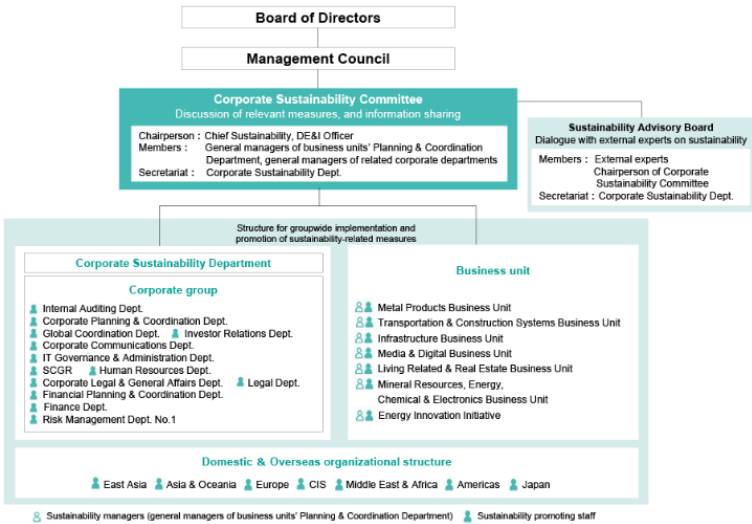 Board of Directors
Management Council
Corporate Sustainability Committee
Discussion of relevant measures, and information sharing
Chairperson : Chief Sustainability, DE&I Officer
Members : General managers of business units' Planning & Coordination
Department, general managers of related corporate departments
Secretariat : Corporate Sustainability Dept.
Sustainability Advisory Board
Dialogue with external experts on sustainability
Members : External experts
Chairperson of Corporate
Sustainability Committee
Secretariat : Corporate Sustainability Dept.
Structure for groupwide implementation and
promotion of sustainability-related measures
Corporate Sustainability Department
Corporate group
Internal Auditing Dept.
Corporate Planning & Coordination Dept.
Global Coordination Dept. Investor Relations Dept.
Corporate Communications Dept.
IT Governance & Administration Dept.
SCGR Human Resources Dept.
Corporate Legal & General Affairs Dept. Legal Dept.
Financial Planning & Coordination Dept.
Finance Dept.
Risk Management Dept. No.1
Business unit
Metal Products Business Unit
Transportation & Construction Systems Business Unit
Infrastructure Business Unit
Media & Digital Business Unit
Living Related & Real Estate Business Unit
Mineral Resources, Energy,
Chemical & Electronics Business Unit
Energy Innovation Initiative
Domestic & Overseas organizational structure
East Asia Asia & Oceania Europe CIS Middle East & Africa Americas Japan
Sustainability managers (general managers of business units' Planning & Coordination Department) Sustainability promoting staff